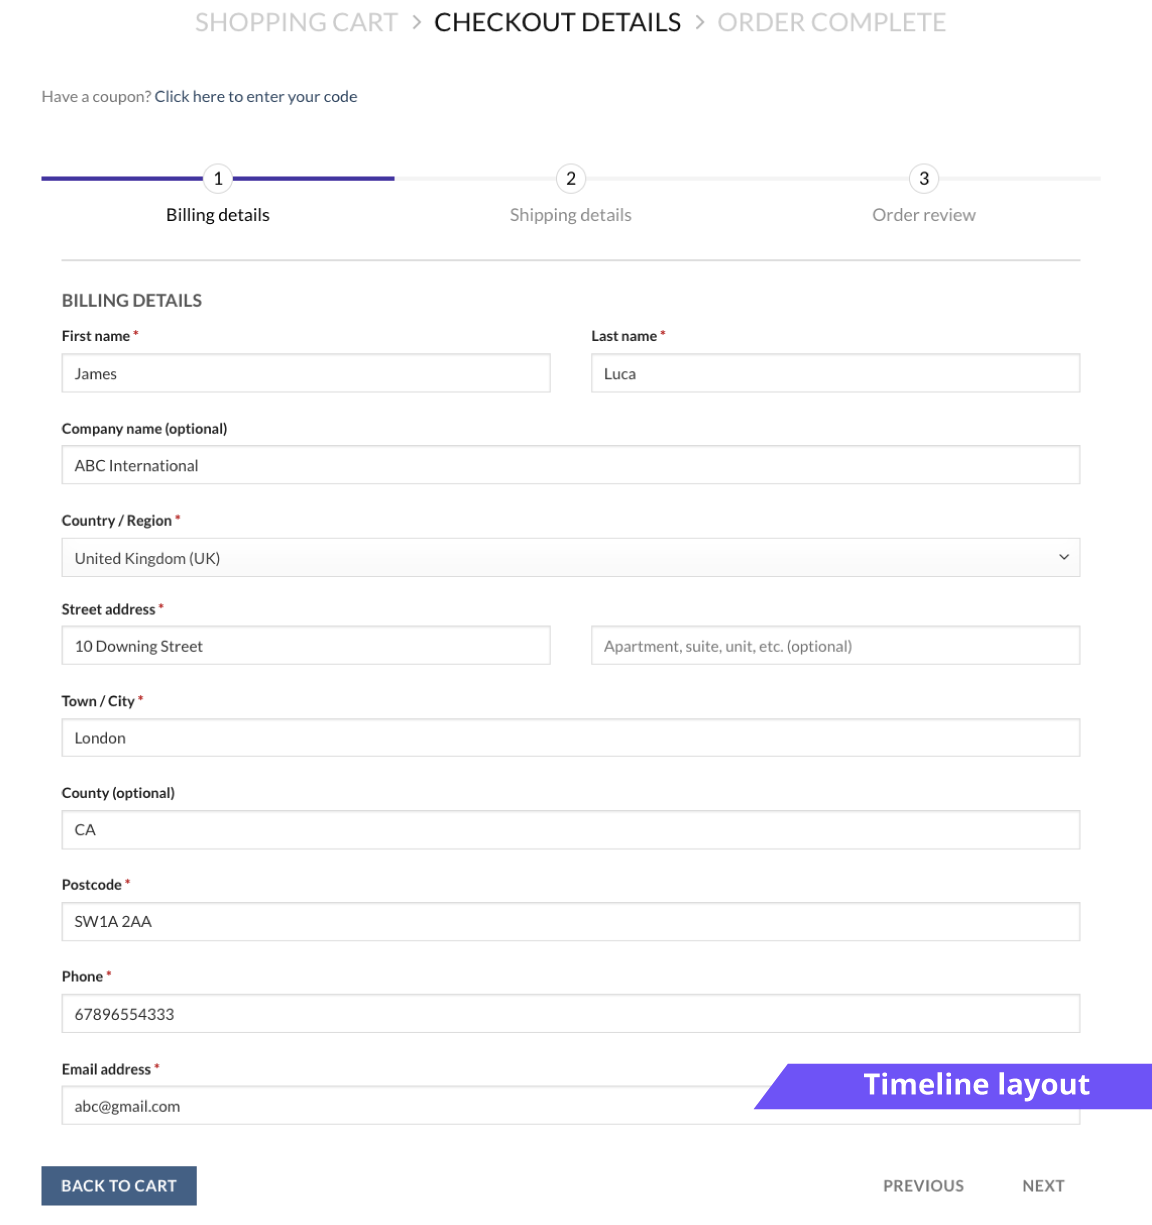 SHOPPING CART > CHECKOUT DETAILS > ORDER COMPLETE
Have a coupon? Click here to enter your code
1 2 3
Billing details Shipping details Order review
BILLING DETAILS
First name * Last name *
James Luca
Company name (optional)
ABC International
Country / Region *
United Kingdom (UK)
Street address *
10 Downing Street Apartment, suite, unit, etc. (optional)
Town / City *
London
County (optional)
CA
Postcode *
SW1A 2AA
Phone *
67896554333
Email address *
Timeline layout
abc@gmail.com
BACK TO CART PREVIOUS NEXT